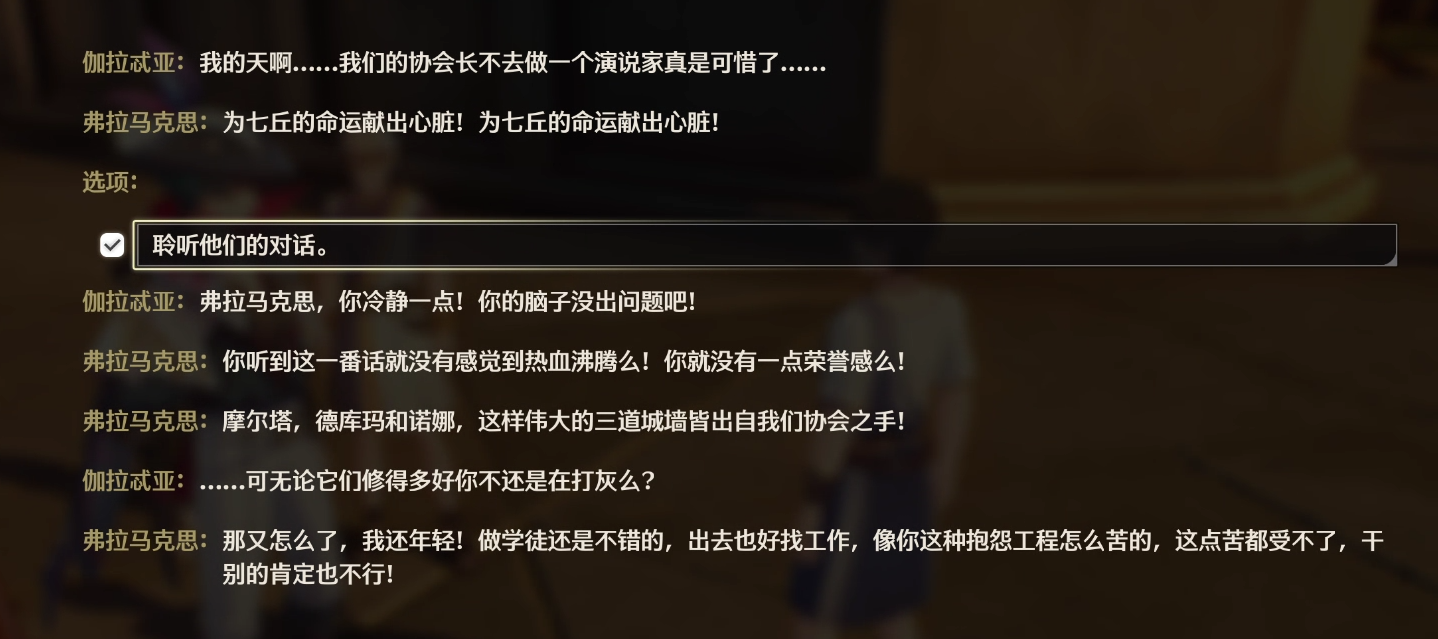 伽拉忒亚：我的天啊……我们的协会长不去做一个演说家真是可惜了……
弗拉马克思：为七丘的命运献出心脏！为七丘的命运献出心脏！
选项：
聆听他们的对话。
伽拉忒亚：弗拉马克思，你冷静一点！你的脑子没出问题吧！
弗拉马克思：你听到这一番话就没有感觉到热血沸腾么！你就没有一点荣誉感么！
弗拉马克思：摩尔塔，德库玛和诺娜，这样伟大的三道城墙皆出自我们协会之手！
伽拉忒亚：……可无论它们修得多好你不还是在打灰么？
弗拉马克思：那又怎么了，我还年轻！做学徒还是不错的，出去也好找工作，像你这种抱怨工程怎么苦的，这点苦都受不了，干
别的肯定也不行！